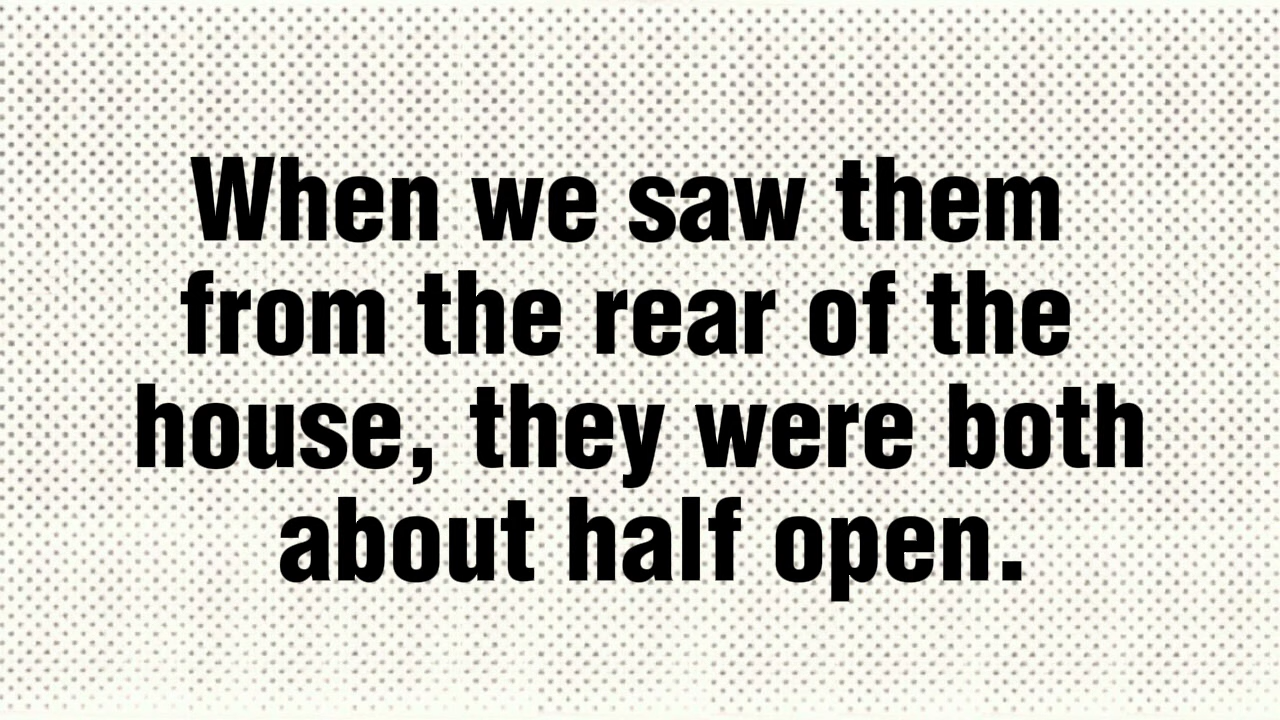 When we saw them
from the rear of the
house, they were both
about half open.